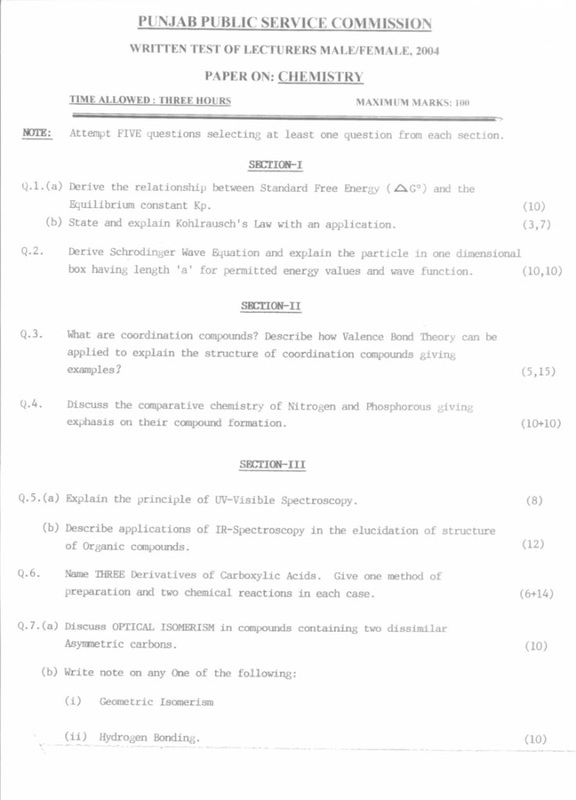 PUNJAB PUBLIC SERVICE COMMISSION
WRITTEN TEST OF LECTURERS MALE/FEMALE, 2004
PAPER ON: CHEMISTRY
TIME ALLOWED : THREE HOURS MAXIMUM MARKS: 100
NOTE: Attempt FIVE questions selecting at least one question from each section.
SECTION-I
Q.1.(a) Derive the relationship between Standard Free Energy (△G°) and the
Equilibrium constant Kp. (10)
(b) State and explain Kohlrausch's Law with an application. (3,7)
Q.2. Derive Schrodinger Wave Equation and explain the particle in one dimensional
box having length 'a' for permitted energy values and wave function. (10,10)
SECTION-II
Q.3. What are coordination compounds? Describe how Valence Bond Theory can be
applied to explain the structure of coordination compounds giving
examples? (5,15)
Q.4. Discuss the comparative chemistry of Nitrogen and Phosphorous giving
exphasis on their compound formation. (10+10)
SECTION-III
Q.5.(a) Explain the principle of UV-Visible Spectroscopy. (8)
(b) Describe applications of IR-Spectroscopy in the elucidation of structure
of Organic compounds. (12)
Q.6. Name THREE Derivatives of Carboxylic Acids. Give one method of
preparation and two chemical reactions in each case. (6+14)
Q.7.(a) Discuss OPTICAL ISOMERISM in compounds containing two dissimilar
Asymmetric carbons. (10)
(b) Write note on any One of the following:
(i) Geometric Isomerism
(ii) Hydrogen Bonding. (10)